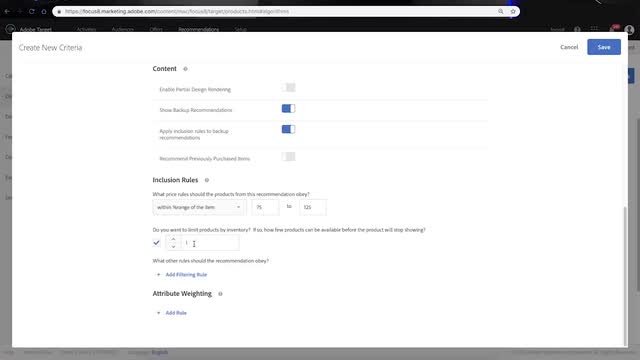 https://focus8.marketing.adobe.com/content/mac/focus8/target/products.html#algorithms
Adobe Target Activities Audiences Offers Recommendations
Create New Criteria Cancel Save
Content
Enable Partial Design Rendering
Show Backup Recommendations
Apply inclusion rules to backup
recommendations
Recommend Previously Purchased Items
Inclusion Rules
What price rules should the products from this recommendation obey?
within %range of the item 75 to 125
Do you want to limit products by inventory? If so, how few products can be available before the product will stop showing?
1
What other rules should the recommendation obey?
+ Add Filtering Rule
Attribute Weighting
+ Add Rule
Language: English